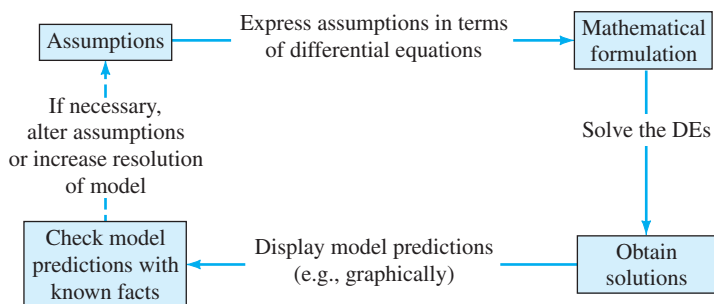 Assumptions
Express assumptions in terms
of differential equations
Mathematical
formulation
If necessary,
alter assumptions
or increase resolution
of model
Solve the DEs
Check model
predictions with
known facts
Display model predictions
(e.g., graphically)
Obtain
solutions